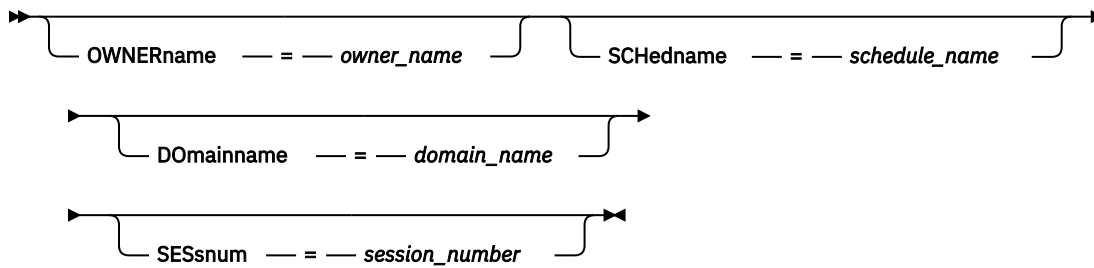 OWNERname = owner_name SCHedname = schedule_name
DOmainname = domain_name
SESsnum = session_number